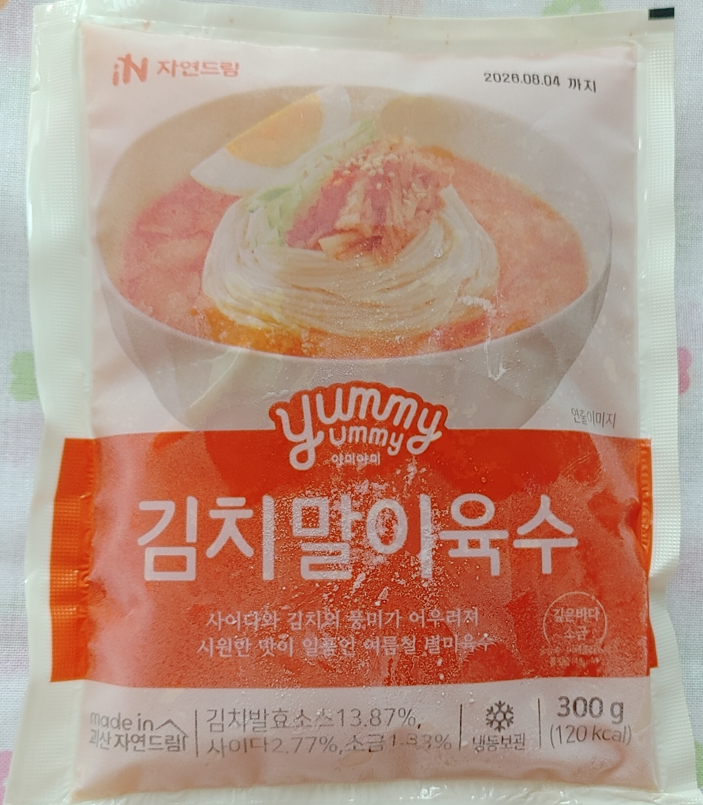 iN 자연드림
2026.08.04 까지
연출이미지
yummy
yummy
야미야미
김치말이육수
사이다와 김치의 풍미가 어우러져
시원한 맛이 일품인 여름철 별미육수
깊은바다
소금
made in
괴산자연드림
김치발효소스13.87%,
사이다2.77%,소금1.33%
냉동보관
300 g
(120 kcal)